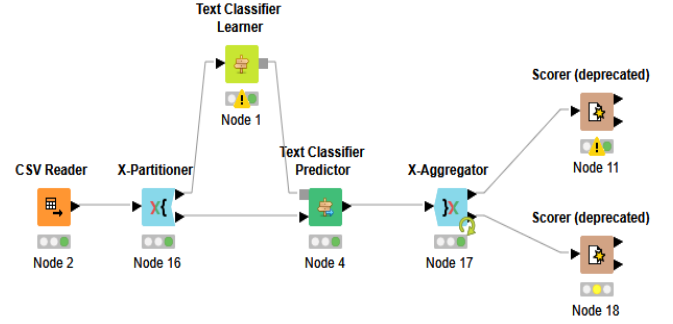 Text Classifier
Learner
Node 1
Scorer (deprecated)
Node 11
CSV Reader
Node 2
X-Partitioner
X{
Node 16
Text Classifier
Predictor
Node 4
X-Aggregator
}X
Node 17
Scorer (deprecated)
Node 18